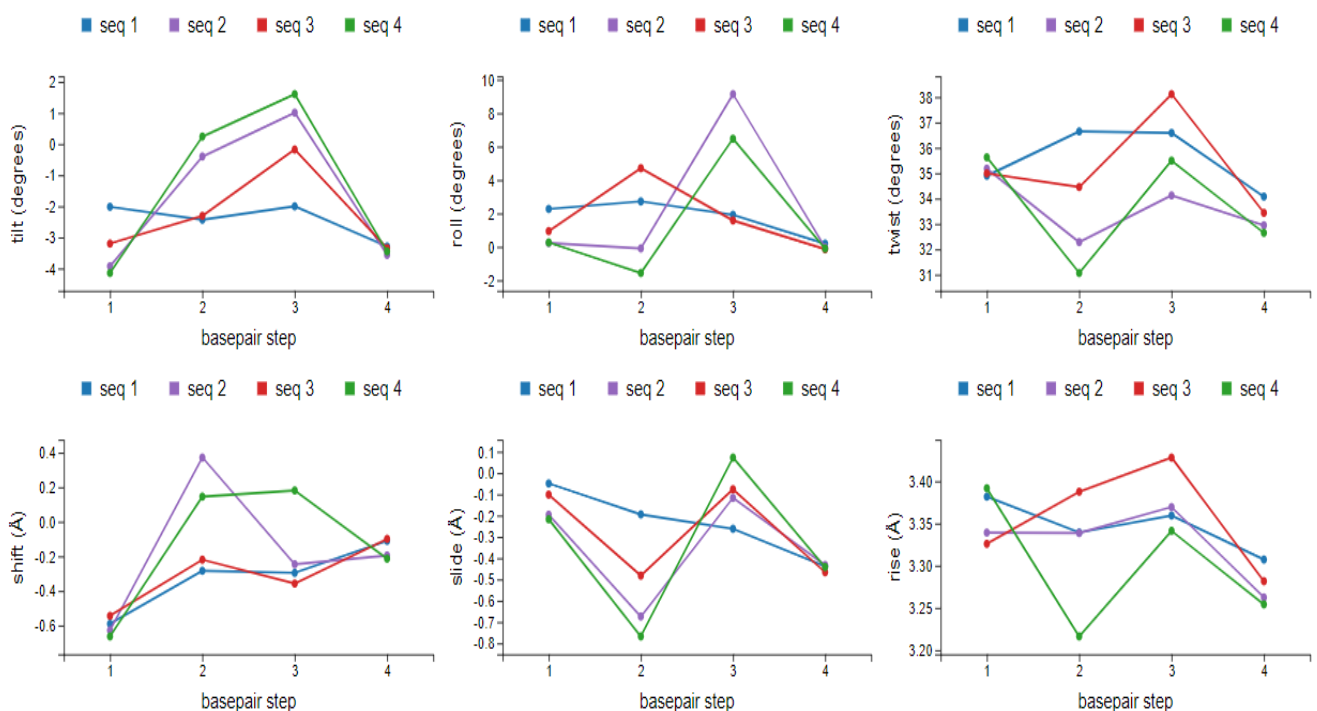 seq 1 seq 2 seq 3 seq 4
tilt (degrees)
2
1
0
-1
-2
-3
-4
1 2 3 4
basepair step
seq 1 seq 2 seq 3 seq 4
roll (degrees)
10
8
6
4
2
0
-2
1 2 3 4
basepair step
seq 1 seq 2 seq 3 seq 4
twist (degrees)
38
37
36
35
34
33
32
31
1 2 3 4
basepair step
seq 1 seq 2 seq 3 seq 4
shift (Å)
0.4
0.2
0.0
-0.2
-0.4
-0.6
1 2 3 4
basepair step
seq 1 seq 2 seq 3 seq 4
slide (Å)
0.1
0.0
-0.1
-0.2
-0.3
-0.4
-0.5
-0.6
-0.7
-0.8
1 2 3 4
basepair step
seq 1 seq 2 seq 3 seq 4
rise (Å)
3.40
3.35
3.30
3.25
3.20
1 2 3 4
basepair step